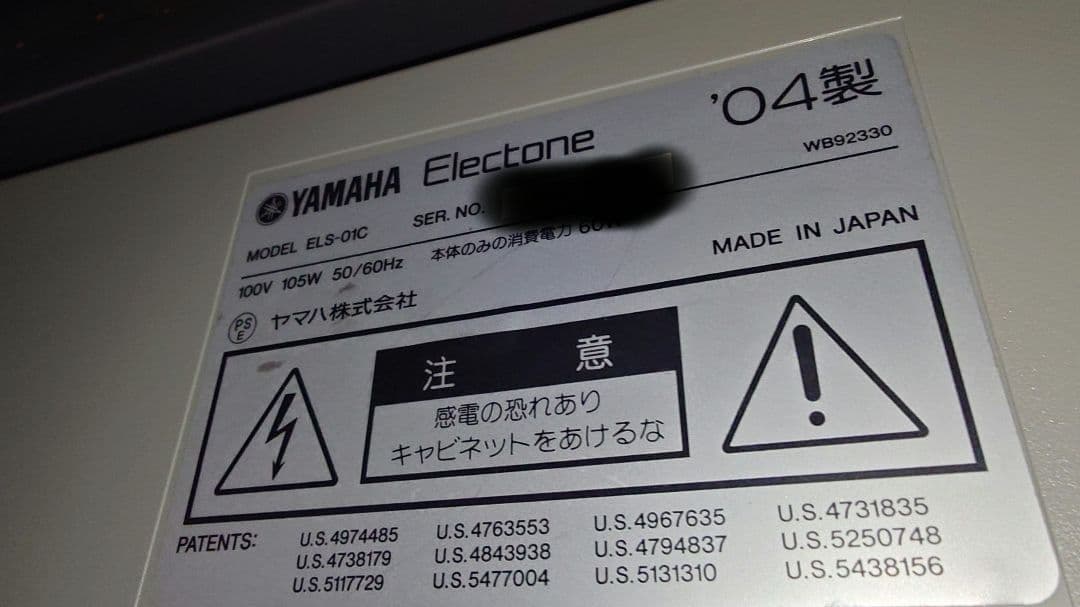 '04製
YAMAHA Electone
WB92330
MODEL ELS-01C SER. NO.
100V 105W 50/60Hz 本体のみの消費電力
MADE IN JAPAN
PS E ヤマハ株式会社
注意
感電の恐れあり
キャビネットをあけるな
PATENTS: U.S.4974485 U.S.4763553 U.S.4967635 U.S.4731835
U.S.4738179 U.S.4843938 U.S.4794837 U.S.5250748
U.S.5117729 U.S.5477004 U.S.5131310 U.S.5438156